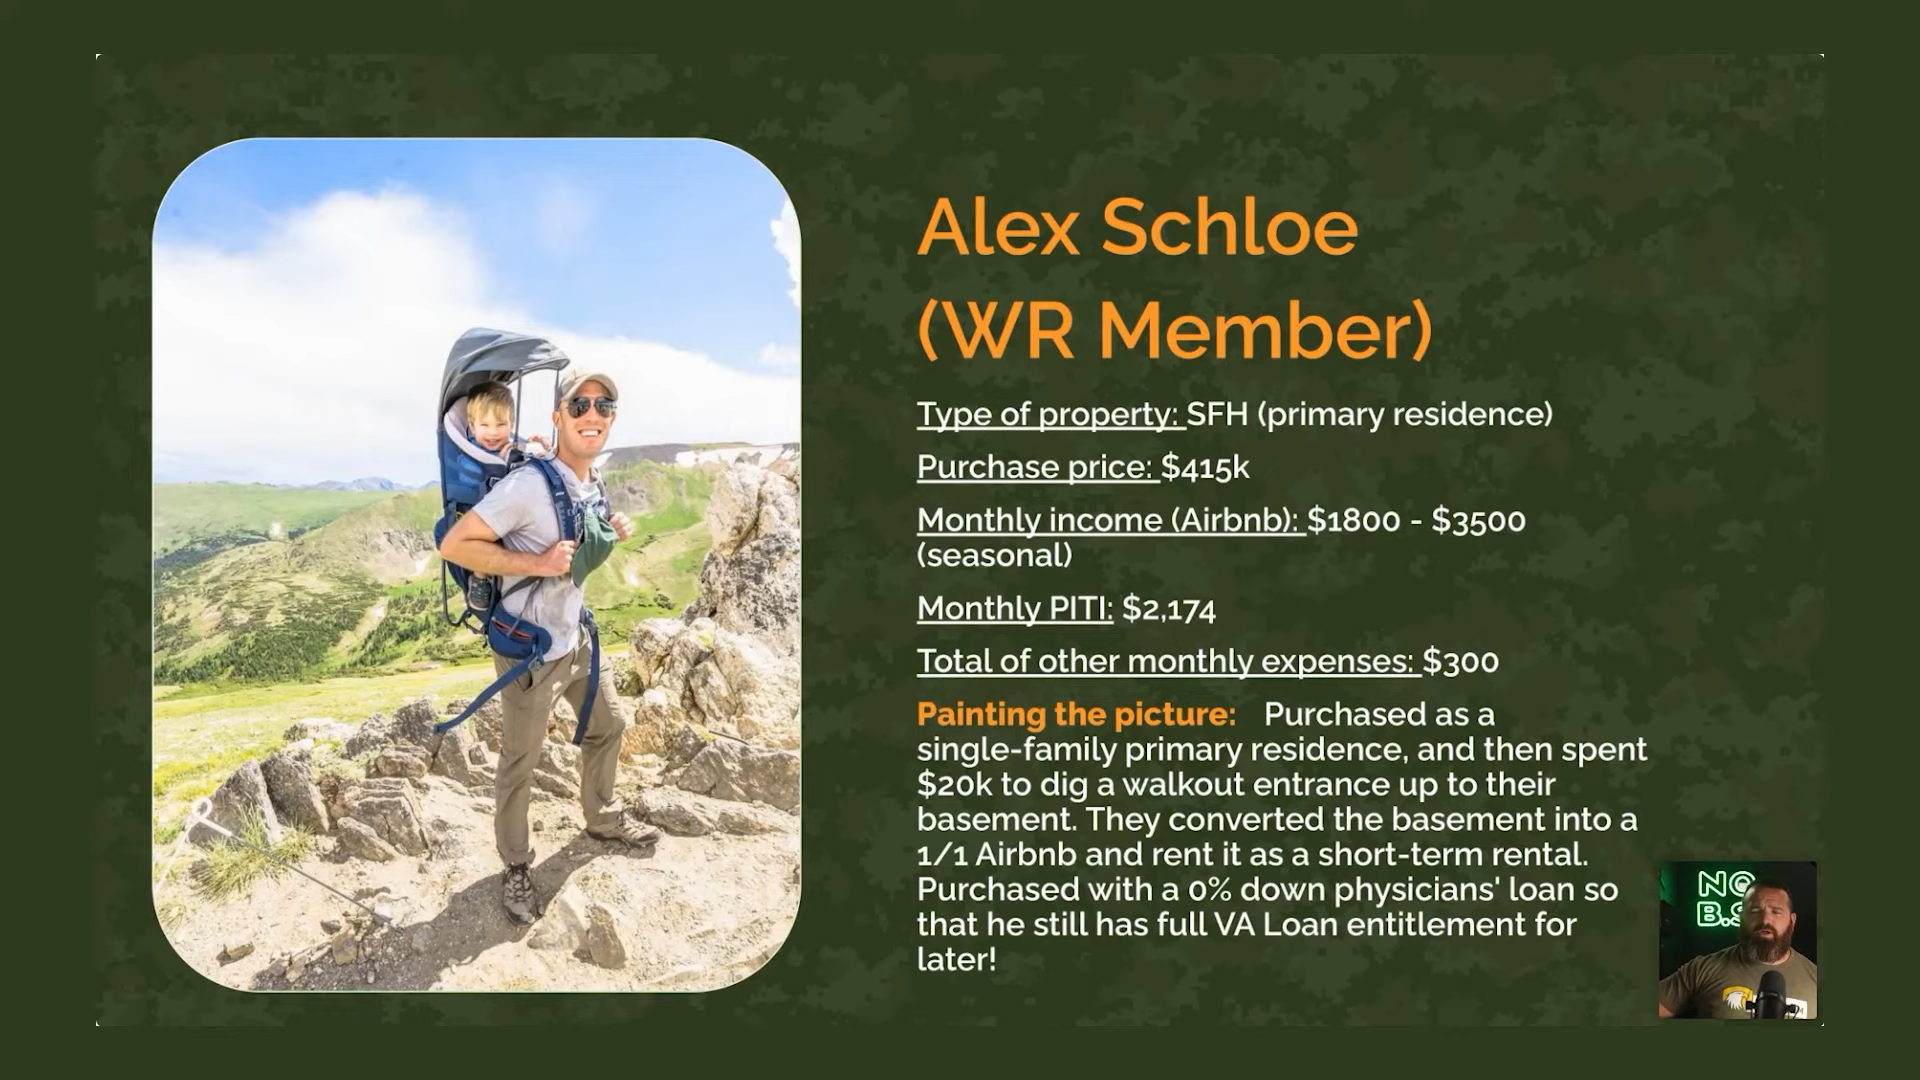 Alex Schloe
(WR Member)
Type of property: SFH (primary residence)
Purchase price: $415k
Monthly income (Airbnb): $1800 - $3500
(seasonal)
Monthly PITI: $2,174
Total of other monthly expenses: $300
Painting the picture: Purchased as a
single-family primary residence, and then spent
$20k to dig a walkout entrance up to their
basement. They converted the basement into a
1/1 Airbnb and rent it as a short-term rental.
Purchased with a 0% down physicians' loan so
that he still has full VA Loan entitlement for
later!
NO
B.S